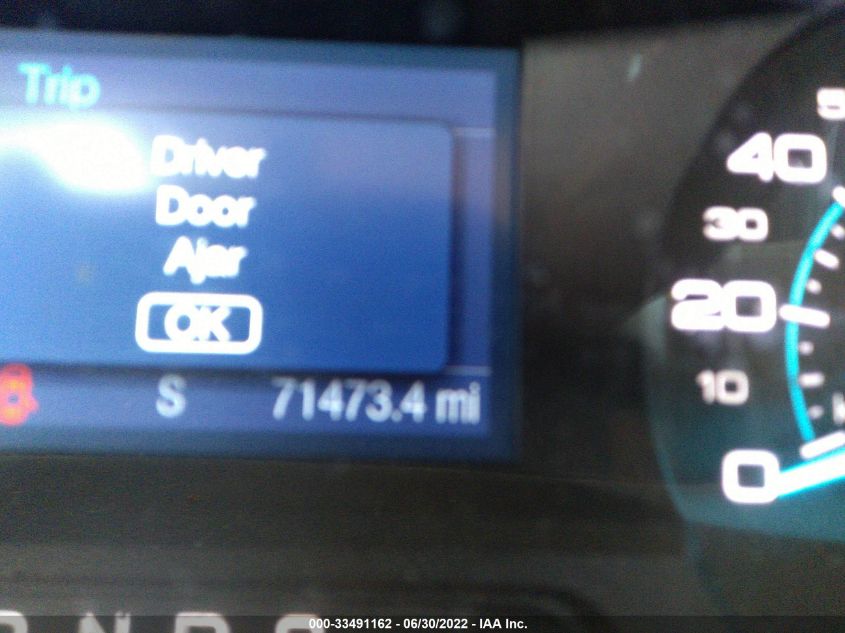 Trip
Driver
Door
Ajar
OK
S 71473.4 mi
5
40
30
20
10
0
N D S
000-33491162 - 06/30/2022 - IAA Inc.